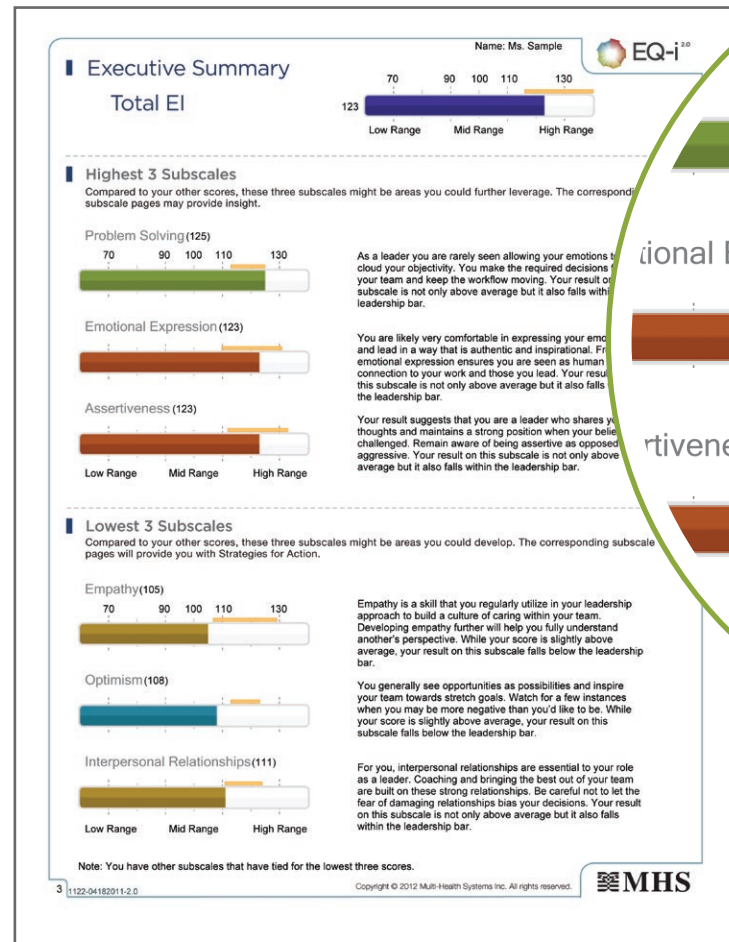 Name: Ms. Sample
EQ-i 2.0
Executive Summary
Total EI
70 90 100 110 130
123
Low Range Mid Range High Range
Highest 3 Subscales
Compared to your other scores, these three subscales might be areas you could further leverage. The
subscale pages may provide insight.
Problem Solving (125)
70 90 100 110 130
As a leader you are rarely seen allowing your emotions
cloud your objectivity. You make the required decisions
your team and keep the workflow moving. Your result on
subscale is not only above average but it also falls
leadership bar.
Emotional Expression (123)
You are likely very comfortable in expressing your
and lead in a way that is authentic and inspirational.
emotional expression ensures you are seen as human
connection to your work and those you lead. Your
this subscale is not only above average but it also falls
the leadership bar.
Assertiveness (123)
Your result suggests that you are a leader who shares
thoughts and maintains a strong position when your
challenged. Remain aware of being assertive as opposed
aggressive. Your result on this subscale is not only above
average but it also falls within the leadership bar.
Low Range Mid Range High Range
Lowest 3 Subscales
Compared to your other scores, these three subscales might be areas you could develop. The corresponding subscale
pages will provide you with Strategies for Action.
Empathy(105)
70 90 100 110 130
Empathy is a skill that you regularly utilize in your leadership
approach to build a culture of caring within your team.
Developing empathy further will help you fully understand
another's perspective. While your score is slightly above
average, your result on this subscale falls below the leadership
bar.
Optimism (108)
You generally see opportunities as possibilities and inspire
your team towards stretch goals. Watch for a few instances
when you may be more negative than you'd like to be. While
your score is slightly above average, your result on this
subscale falls below the leadership bar.
Interpersonal Relationships(111)
For you, interpersonal relationships are essential to your role
as a leader. Coaching and bringing the best out of your team
are built on these strong relationships. Be careful not to let the
fear of damaging relationships bias your decisions. Your result
on this subscale is not only above average but it also falls
within the leadership bar.
Low Range Mid Range High Range
Note: You have other subscales that have tied for the lowest three scores.
3 1122-04182011-2.0
Copyright © 2012 Multi-Health Systems Inc. All rights reserved.
MHS